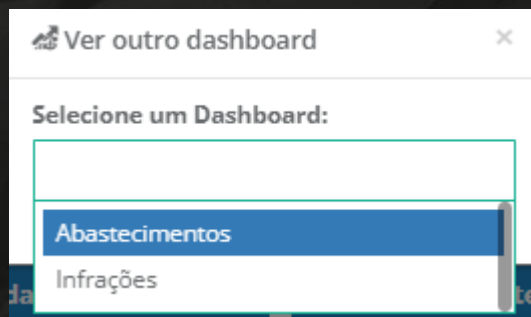 Ver outro dashboard ×
Selecione um Dashboard:
Abastecimentos
Infrações